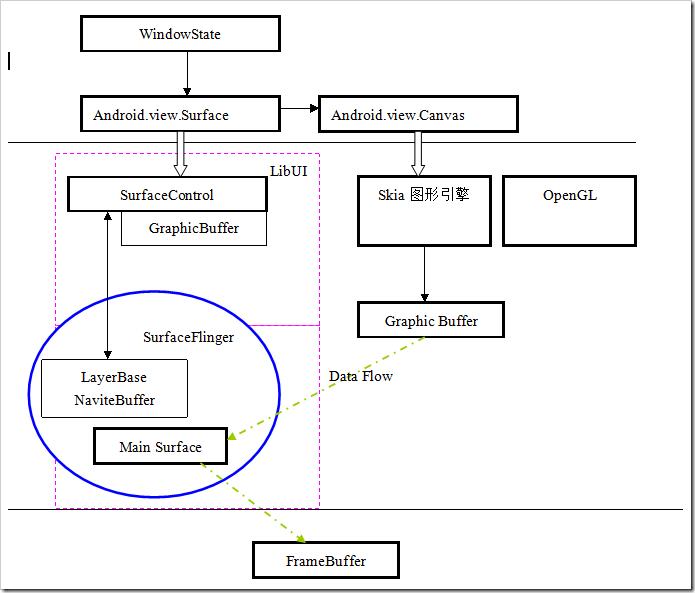 WindowState
Android.view.Surface
Android.view.Canvas
LibUI
SurfaceControl
Skia 图形引擎
OpenGL
GraphicBuffer
Graphic Buffer
SurfaceFlinger
LayerBase
NaviteBuffer
Data Flow
Main Surface
FrameBuffer